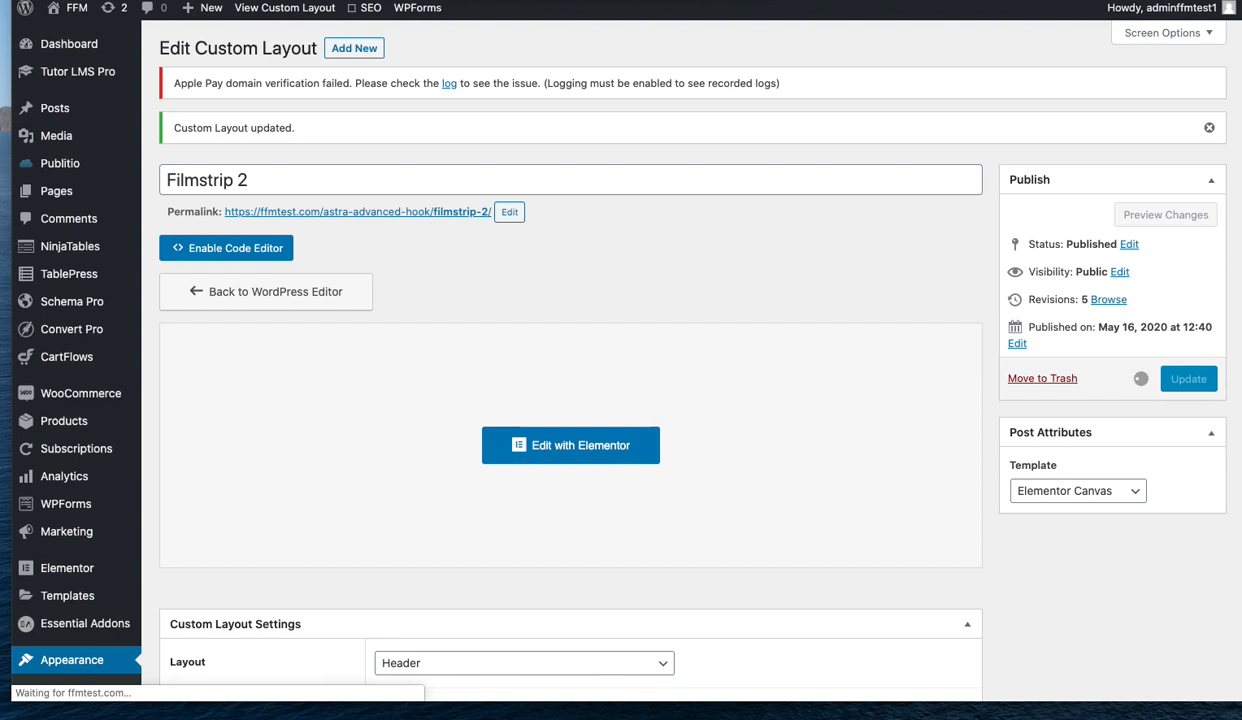 FFM
2
0
New
View Custom Layout
SEO
WPForms
Howdy, adminffmtest1
Dashboard
Tutor LMS Pro
Posts
Media
Publitio
Pages
Comments
NinjaTables
TablePress
Schema Pro
Convert Pro
CartFlows
WooCommerce
Products
Subscriptions
Analytics
WPForms
Marketing
Elementor
Templates
Essential Addons
Appearance
Waiting for ffmtest.com...
Screen Options
Edit Custom Layout
Add New
Apple Pay domain verification failed. Please check the log to see the issue. (Logging must be enabled to see recorded logs)
Custom Layout updated.
Filmstrip 2
Permalink: https://ffmtest.com/astra-advanced-hook/filmstrip-2/ Edit
Enable Code Editor
Back to WordPress Editor
Edit with Elementor
Custom Layout Settings
Layout
Header
Publish
Preview Changes
Status: Published Edit
Visibility: Public Edit
Revisions: 5 Browse
Published on: May 16, 2020 at 12:40
Edit
Move to Trash
Update
Post Attributes
Template
Elementor Canvas